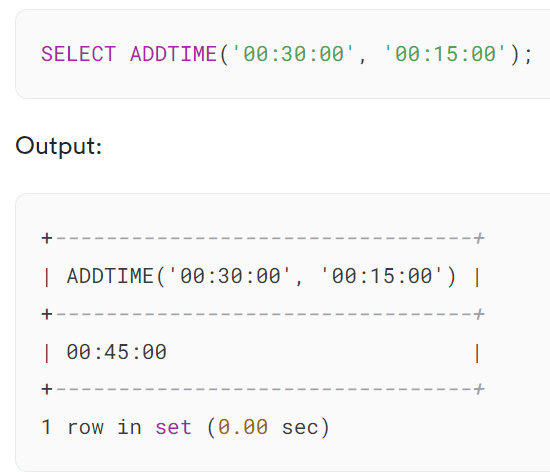 SELECT ADDTIME('00:30:00', '00:15:00');
Output:
+---------------------------------+
| ADDTIME('00:30:00', '00:15:00') |
+---------------------------------+
| 00:45:00                        |
+---------------------------------+
1 row in set (0.00 sec)